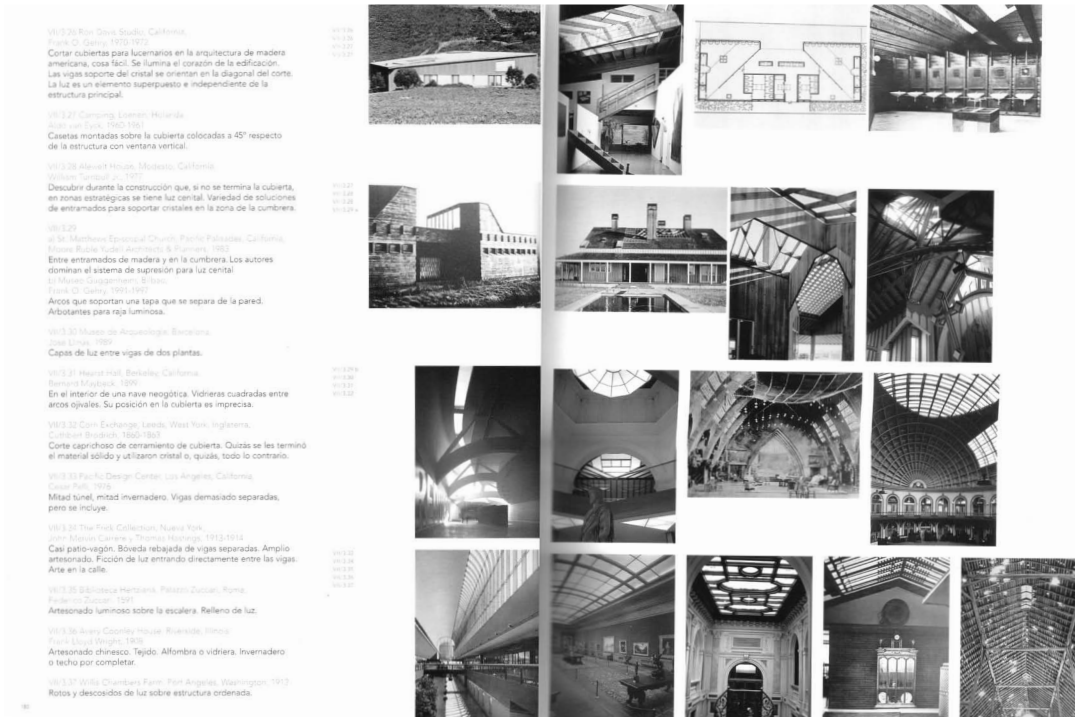 VII/3.26 Ron Davis Studio, California,
Frank O. Gehry, 1970-1972
Cortar cubiertas para lucernarios en la arquitectura de madera
americana, cosa fácil. Se ilumina el corazón de la edificación.
Las vigas soporte del cristal se orientan en la diagonal del corte.
La luz es un elemento superpuesto e independiente de la
estructura principal.
VII/3.27 Camping, Holanda,
Aldo van Eyck, 1960-1961
Casetas montadas sobre la cubierta colocadas a 45º respecto
de la estructura con ventana vertical.
VII/3.28 House, Modesto, California
William Turnbull Jr., 1977
Descubrir durante la construcción que, si no se termina la cubierta,
en zonas estratégicas se tiene luz cenital. Variedad de soluciones
de entramados para soportar cristales en la zona de la cumbrera.
VII/3.29
a) St. Matthews Episcopal Church, Pacific Palisades, California,
Moore Ruble Yudell Architects & Planners, 1983
Entre entramados de madera y en la cumbrera. Los autores
dominan el sistema de supresión para luz cenital
b) Museo Guggenheim, Bilbao,
Frank O. Gehry, 1991-1997
Arcos que soportan una tapa que se separa de la pared.
Arbotantes para raja luminosa.
VII/3.30 Museo de Arqueología, Barcelona,
1989
Capas de luz entre vigas de dos plantas.
VII/3.31 Hearst Hall, Berkeley, California
Bernard Maybeck, 1899
En el interior de una nave neogótica. Vidrieras cuadradas entre
arcos ojivales. Su posición en la cubierta es imprecisa.
VII/3.32 Corn Exchange, Leeds, West York, Inglaterra,
Cuthbert Brodrick, 1860-1863
Corte caprichoso de cerramiento de cubierta. Quizás se les terminó
el material sólido y utilizaron cristal o, quizás, todo lo contrario.
VII/3.33 Pacific Design Center, Los Angeles, California,
Cesar Pelli, 1976
Mitad túnel, mitad invernadero. Vigas demasiado separadas,
pero se incluye.
VII/3.34 The Frick Collection, Nueva York,
John Mervin Carrere y Thomas Hastings, 1913-1914
Casi patio-vagón. Bóveda rebajada de vigas separadas. Amplio
artesonado. Ficción de luz entrando directamente entre las vigas.
Arte en la calle.
VII/3.35 Biblioteca Hertziana, Palazzo Zuccari, Roma,
Federico Zuccari, 1591
Artesonado luminoso sobre la escalera. Relleno de luz.
VII/3.36 Avery Coonley House, Riverside, Illinois
Frank Lloyd Wright, 1908
Artesonado chinesco. Tejido. Alfombra o vidriera. Invernadero
o techo por completar.
VII/3.37 Willis Chambers Farm, Port Angeles, Washington, 1912
Rotos y descosidos de luz sobre estructura ordenada.